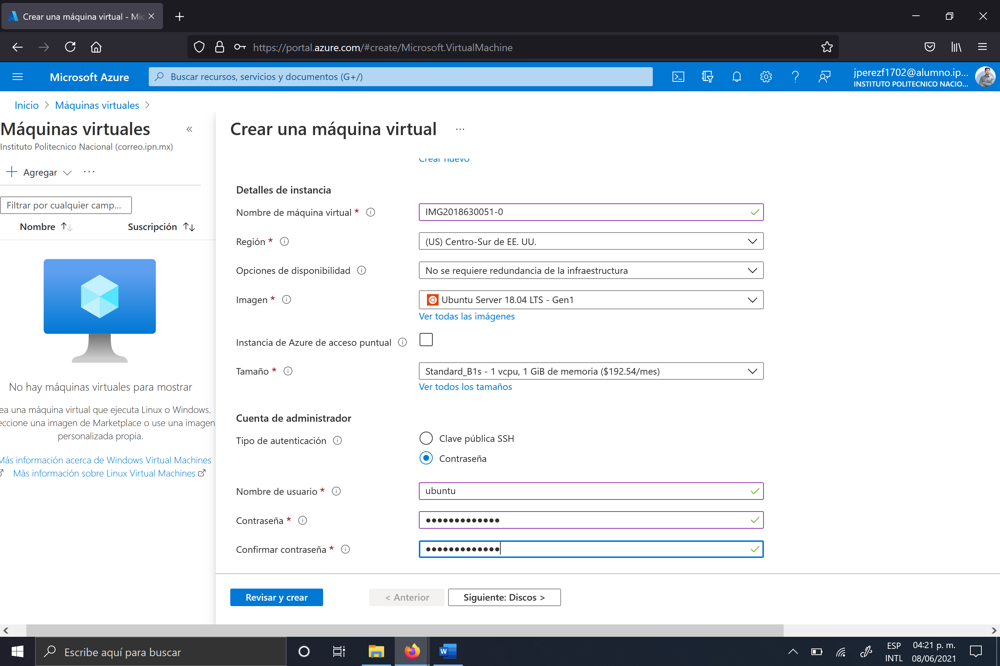 Crear una máquina virtual - Mic
https://portal.azure.com/#create/Microsoft.VirtualMachine
Microsoft Azure
Buscar recursos, servicios y documentos (G+/)
jperezf1702@alumno.ip...
INSTITUTO POLITECNICO NACIO...
Inicio > Máquinas virtuales >
Máquinas virtuales
«
Instituto Politecnico Nacional (correo.ipn.mx)
Agregar
...
Filtrar por cualquier camp...
Nombre
Suscripción
No hay máquinas virtuales para mostrar
ea una máquina virtual que ejecuta Linux o Windows.
eccione una imagen de Marketplace o use una imagen
personalizada propia.
Más información acerca de Windows Virtual Machines
Más información sobre Linux Virtual Machines
Crear una máquina virtual
...
Crear nuevo
Detalles de instancia
Nombre de máquina virtual *
IMG2018630051-0
Región *
(US) Centro-Sur de EE. UU.
Opciones de disponibilidad
No se requiere redundancia de la infraestructura
Imagen *
Ubuntu Server 18.04 LTS - Gen1
Ver todas las imágenes
Instancia de Azure de acceso puntual
Tamaño *
Standard_B1s - 1 vcpu, 1 GiB de memoria ($192.54/mes)
Ver todos los tamaños
Cuenta de administrador
Tipo de autenticación
Clave pública SSH
Contraseña
Nombre de usuario *
ubuntu
Contraseña *
●●●●●●●●●●●●●
Confirmar contraseña *
●●●●●●●●●●●●●
Revisar y crear
< Anterior
Siguiente: Discos >
Escribe aquí para buscar
W
ESP
INTL
04:21 p. m.
08/06/2021